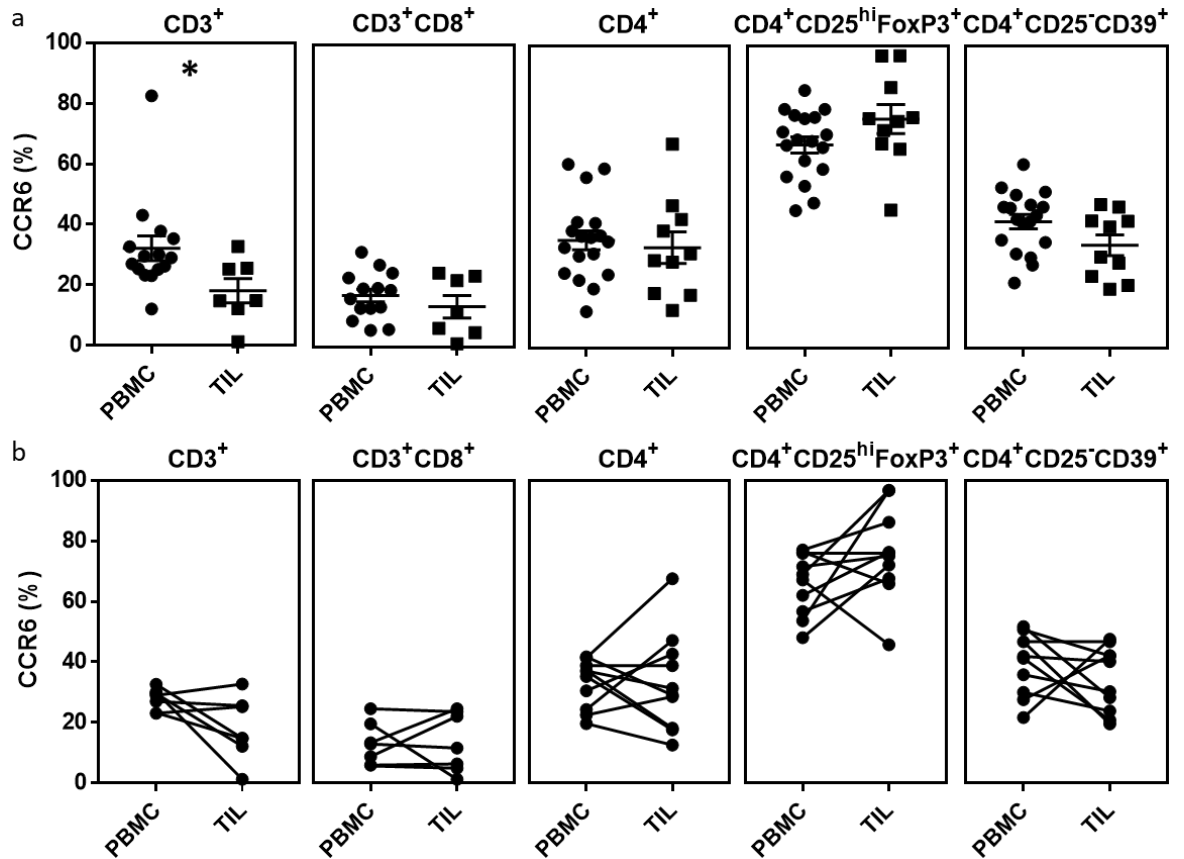 a
CD3⁺ CD3⁺CD8⁺ CD4⁺ CD4⁺CD25ʰⁱFoxP3⁺ CD4⁺CD25⁻CD39⁺
100
80
60
40
20
0
CCR6 (%)
*
PBMC TIL PBMC TIL PBMC TIL PBMC TIL PBMC TIL
b
CD3⁺ CD3⁺CD8⁺ CD4⁺ CD4⁺CD25ʰⁱFoxP3⁺ CD4⁺CD25⁻CD39⁺
100
80
60
40
20
0
CCR6 (%)
PBMC TIL PBMC TIL PBMC TIL PBMC TIL PBMC TIL